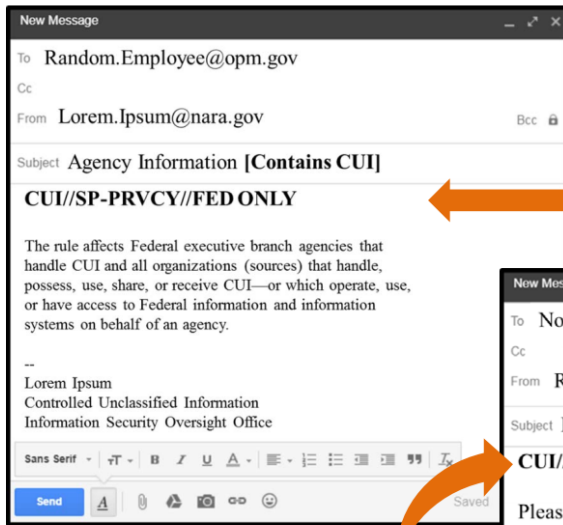 New Message
To Random.Employee@opm.gov
Cc
From Lorem.Ipsum@nara.gov Bcc
Subject Agency Information [Contains CUI]
CUI//SP-PRVCY//FED ONLY
The rule affects Federal executive branch agencies that
handle CUI and all organizations (sources) that handle,
possess, use, share, or receive CUI—or which operate, use,
or have access to Federal information and information
systems on behalf of an agency.
--
Lorem Ipsum
Controlled Unclassified Information
Information Security Oversight Office
Sans Serif T B I U A Tx
Send A Saved
New Mes
To No
Cc
From
Subject
CUI/
Pleas